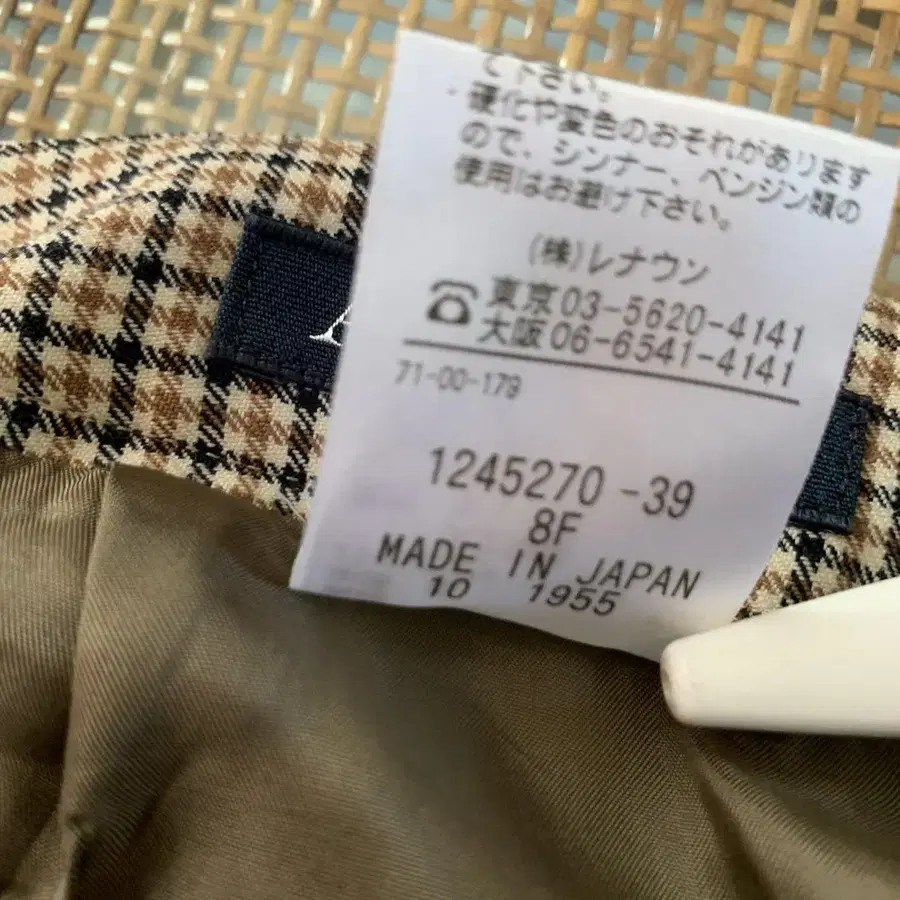 て下さい。
・硬化や変色のおそれがあります
ので、シンナー、ベンジン類の
使用はお避け下さい。
(株)レナウン
☎東京03-5620-4141
大阪06-6541-4141
71-00-179
1245270 -39
8F
MADE IN JAPAN
10 1955
A